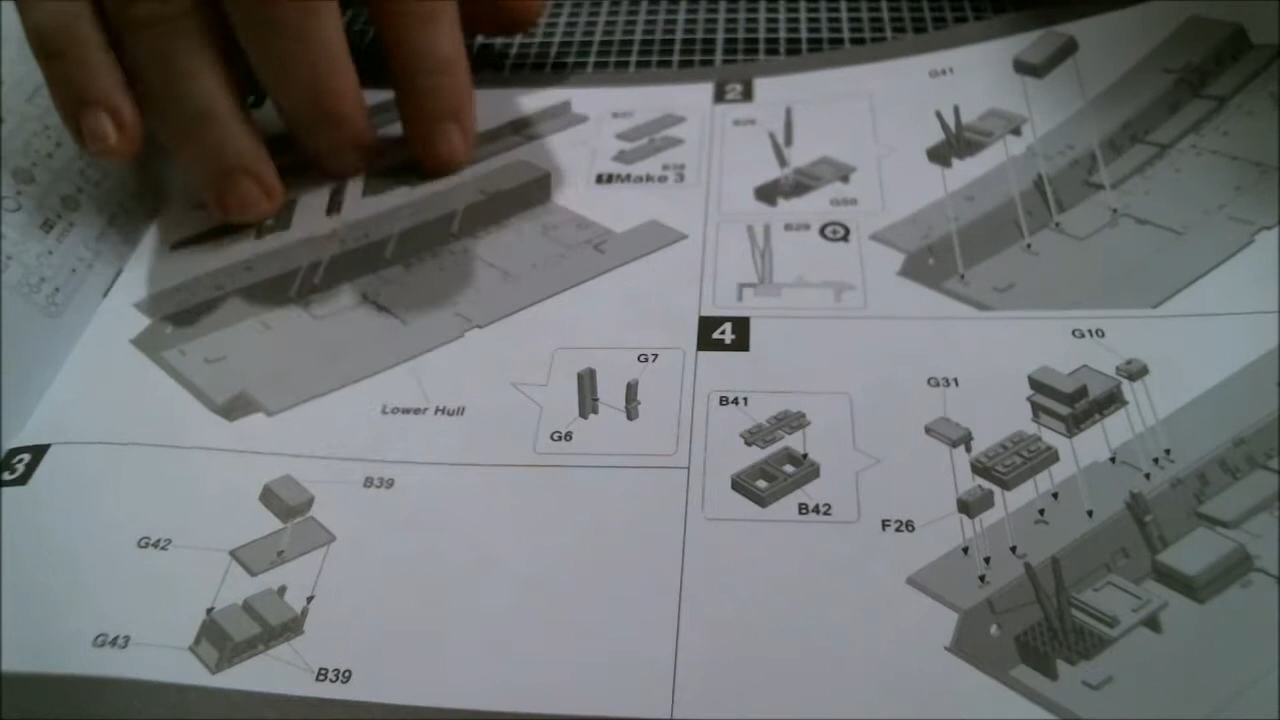 2
G41
Make 3
G50
B29
G7
G6
Lower Hull
3
B39
G42
G43
B39
4
G10
G31
B41
B42
F26